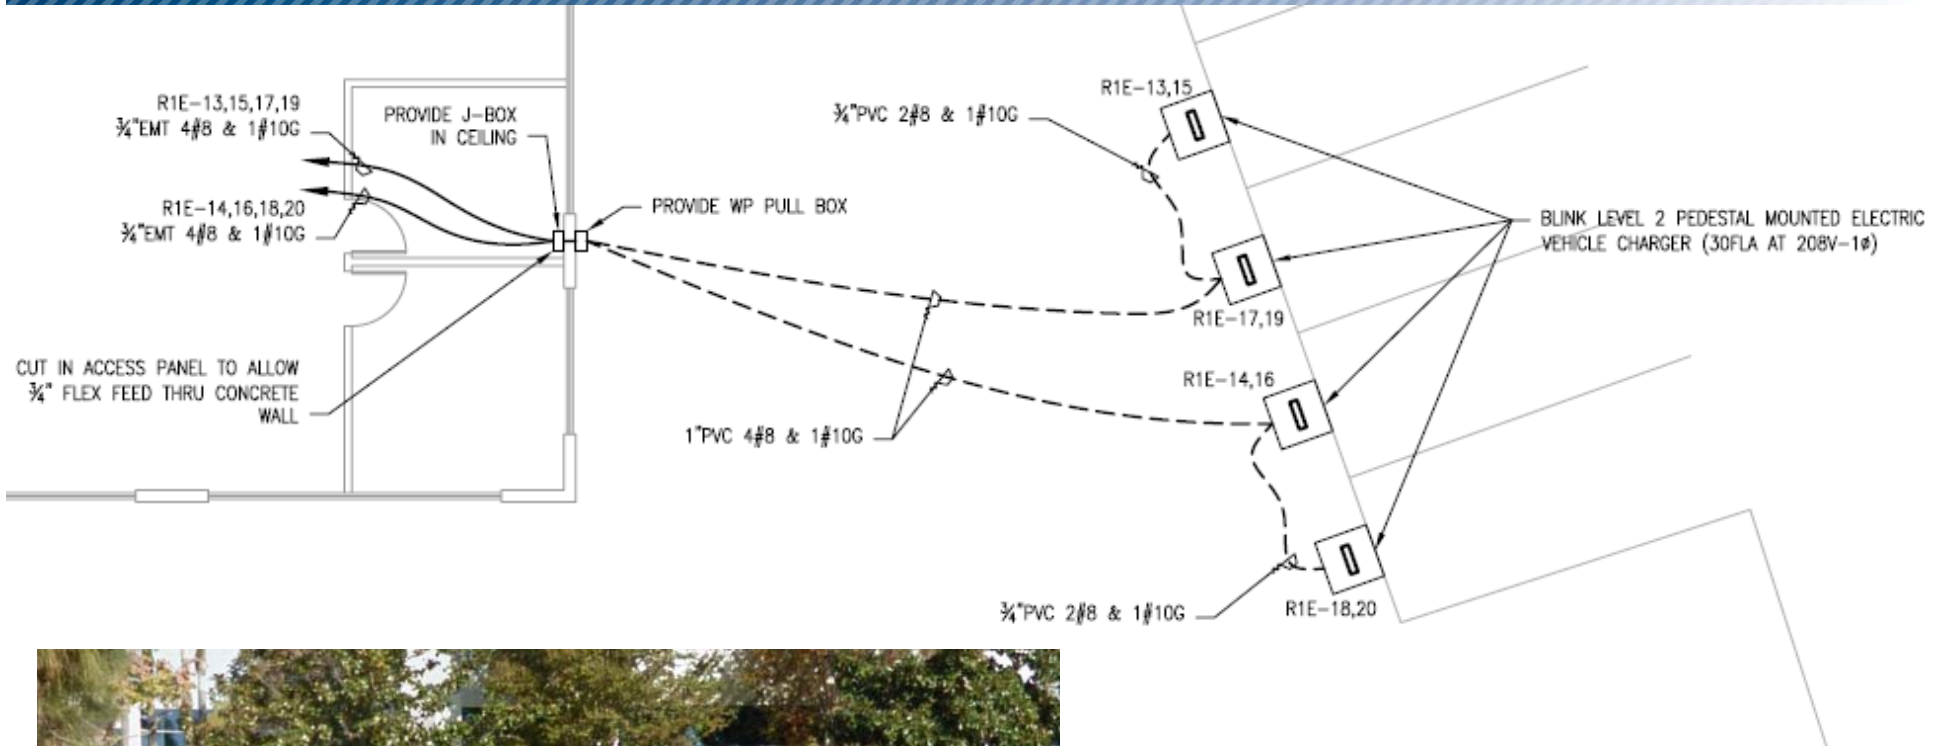 R1E-13,15,17,19
¾"EMT 4#8 & 1#10G
PROVIDE J-BOX
IN CEILING
R1E-14,16,18,20
¾"EMT 4#8 & 1#10G
PROVIDE WP PULL BOX
CUT IN ACCESS PANEL TO ALLOW
¾" FLEX FEED THRU CONCRETE
WALL
¾"PVC 2#8 & 1#10G
R1E-13,15
R1E-17,19
BLINK LEVEL 2 PEDESTAL MOUNTED ELECTRIC
VEHICLE CHARGER (30FLA AT 208V-1ø)
R1E-14,16
1"PVC 4#8 & 1#10G
¾"PVC 2#8 & 1#10G
R1E-18,20